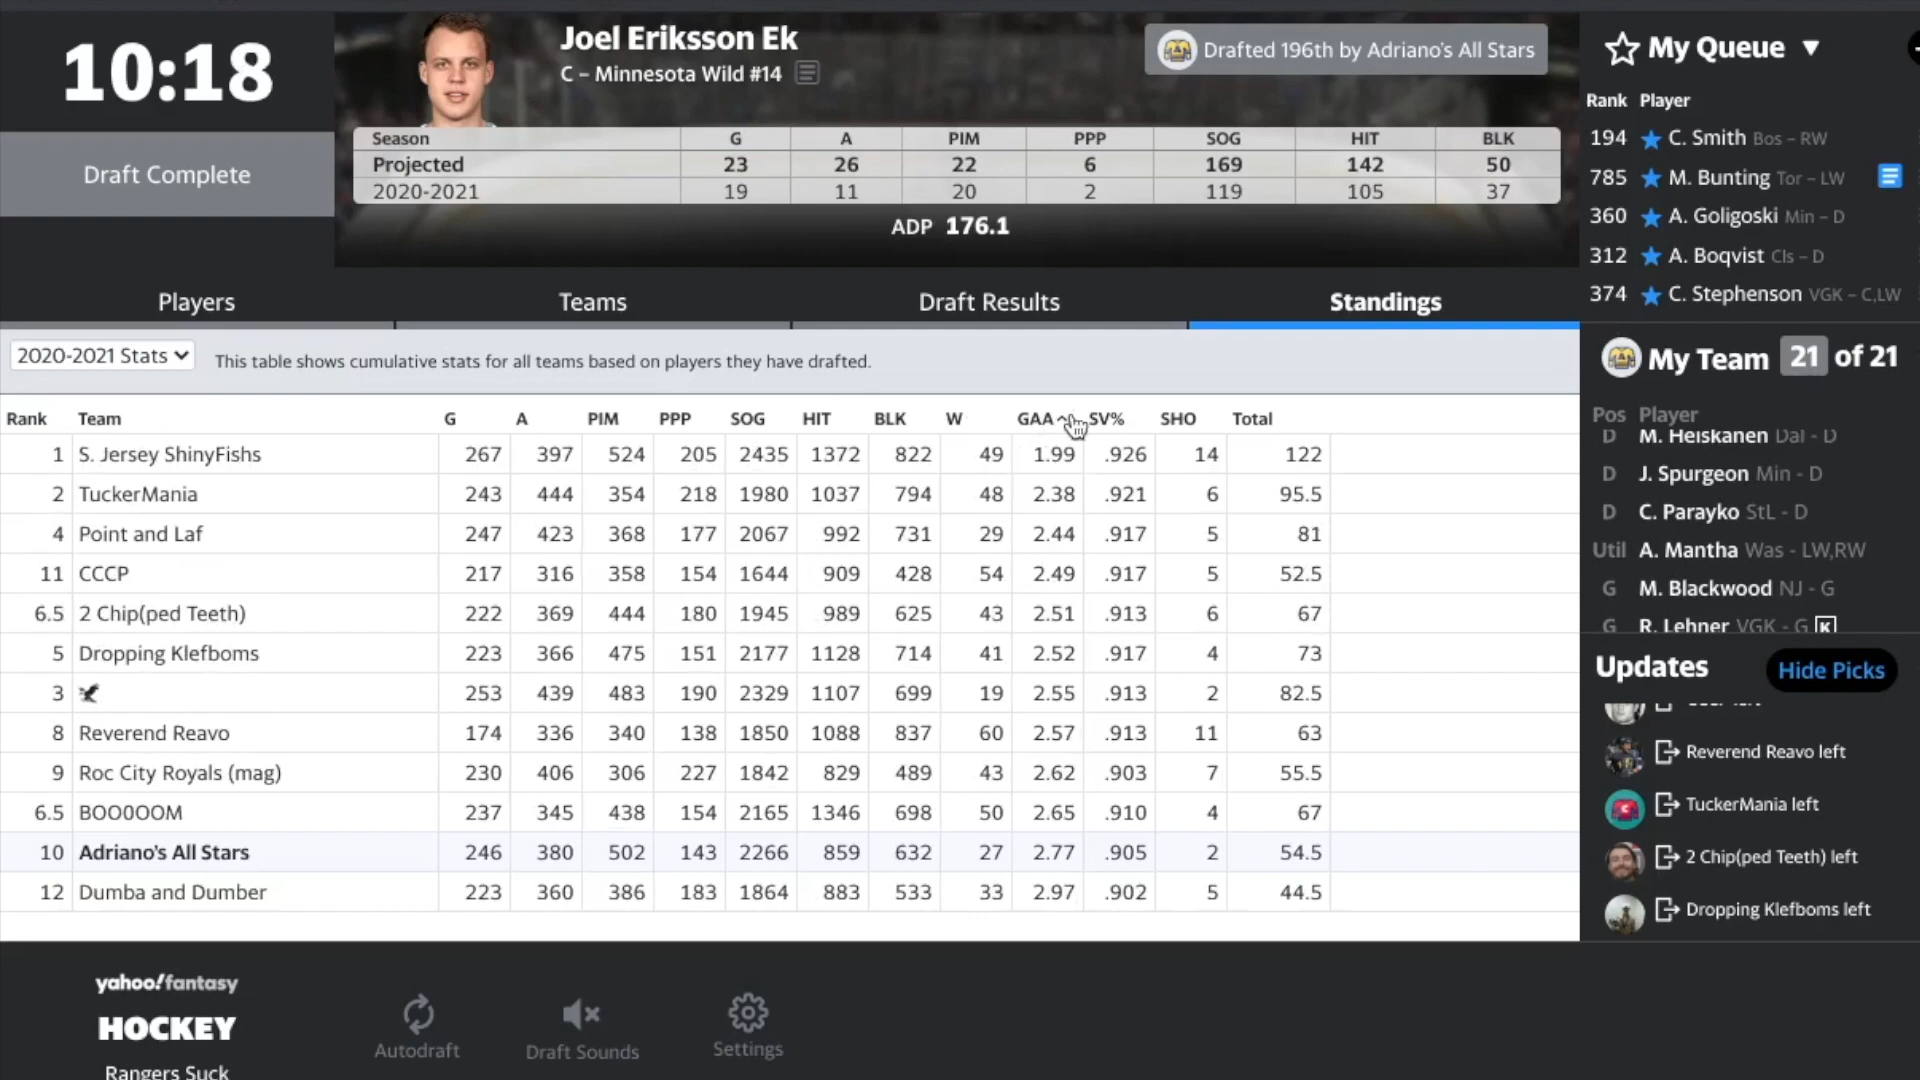 10:18
Draft Complete
Joel Eriksson Ek
C – Minnesota Wild #14
Drafted 196th by Adriano's All Stars
Season G A PIM PPP SOG HIT BLK
Projected 23 26 22 6 169 142 50
2020-2021 19 11 20 2 119 105 37
ADP 176.1
Players Teams Draft Results Standings
2020-2021 Stats
This table shows cumulative stats for all teams based on players they have drafted.
Rank Team G A PIM PPP SOG HIT BLK W GAA SV% SHO Total
1 S. Jersey ShinyFishs 267 397 524 205 2435 1372 822 49 1.99 .926 14 122
2 TuckerMania 243 444 354 218 1980 1037 794 48 2.38 .921 6 95.5
4 Point and Laf 247 423 368 177 2067 992 731 29 2.44 .917 5 81
11 CCCP 217 316 358 154 1644 909 428 54 2.49 .917 5 52.5
6.5 2 Chip(ped Teeth) 222 369 444 180 1945 989 625 43 2.51 .913 6 67
5 Dropping Klefboms 223 366 475 151 2177 1128 714 41 2.52 .917 4 73
3 253 439 483 190 2329 1107 699 19 2.55 .913 2 82.5
8 Reverend Reavo 174 336 340 138 1850 1088 837 60 2.57 .913 11 63
9 Roc City Royals (mag) 230 406 306 227 1842 829 489 43 2.62 .903 7 55.5
6.5 BOO0OOM 237 345 438 154 2165 1346 698 50 2.65 .910 4 67
10 Adriano's All Stars 246 380 502 143 2266 859 632 27 2.77 .905 2 54.5
12 Dumba and Dumber 223 360 386 183 1864 883 533 33 2.97 .902 5 44.5
My Queue
Rank Player
194 C. Smith Bos – RW
785 M. Bunting Tor – LW
360 A. Goligoski Min – D
312 A. Boqvist Cls – D
374 C. Stephenson VGK – C,LW
My Team 21 of 21
Pos Player
D M. Heiskanen Dal - D
D J. Spurgeon Min - D
D C. Parayko StL - D
Util A. Mantha Was - LW,RW
G M. Blackwood NJ - G
G R. Lehner VGK - G K
Updates Hide Picks
Reverend Reavo left
TuckerMania left
2 Chip(ped Teeth) left
Dropping Klefboms left
yahoo!fantasy
HOCKEY
Rangers Suck
Autodraft
Draft Sounds
Settings